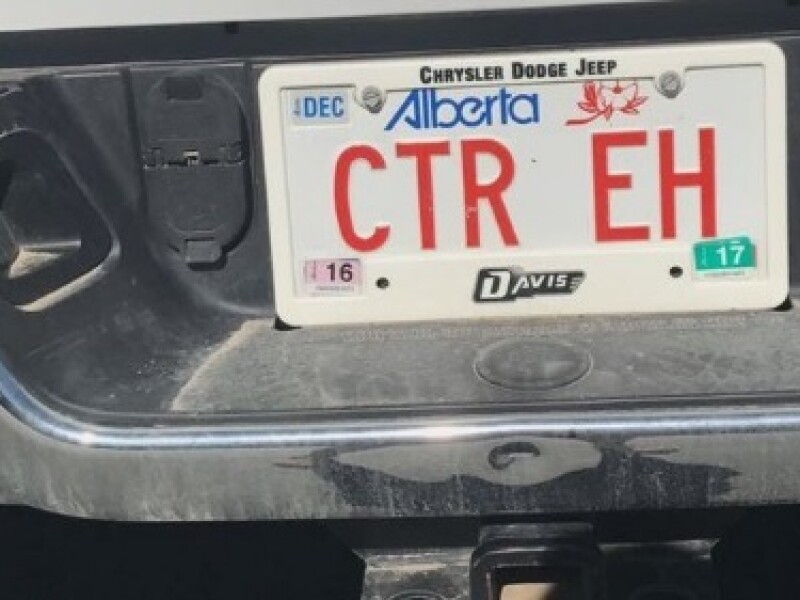 CHRYSLER DODGE JEEP
DEC Alberta
CTR EH
16 DAVIS 17